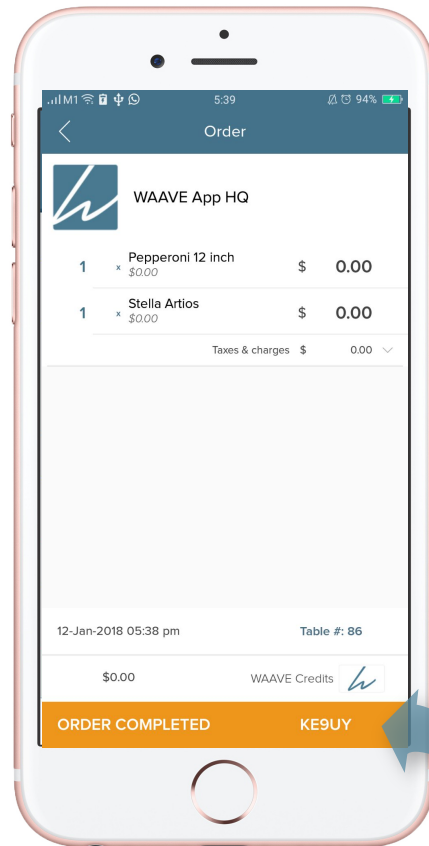 M1 5:39 94%
Order
WAAVE App HQ
1 x Pepperoni 12 inch $ 0.00
$0.00
1 x Stella Artios $ 0.00
$0.00
Taxes & charges $ 0.00
12-Jan-2018 05:38 pm Table #: 86
$0.00 WAAVE Credits
ORDER COMPLETED KE9UY